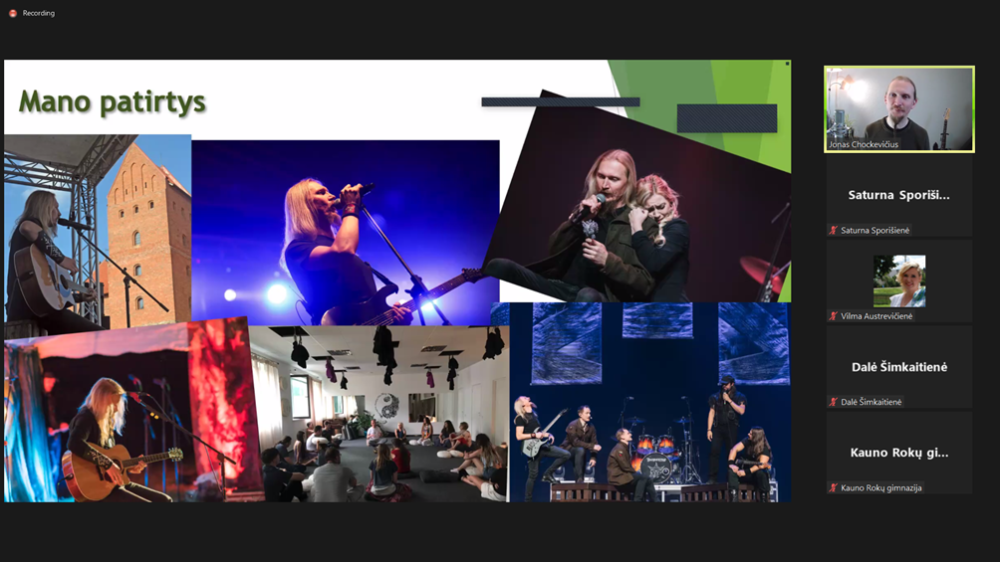 Recording
Mano patirtys
Jonas Chockevičius
Saturna Sporiši...
Saturna Sporišienė
Vilma Austrevičienė
Dalė Šimkaitienė
Dalė Šimkaitienė
Kauno Rokų gi...
Kauno Rokų gimnazija